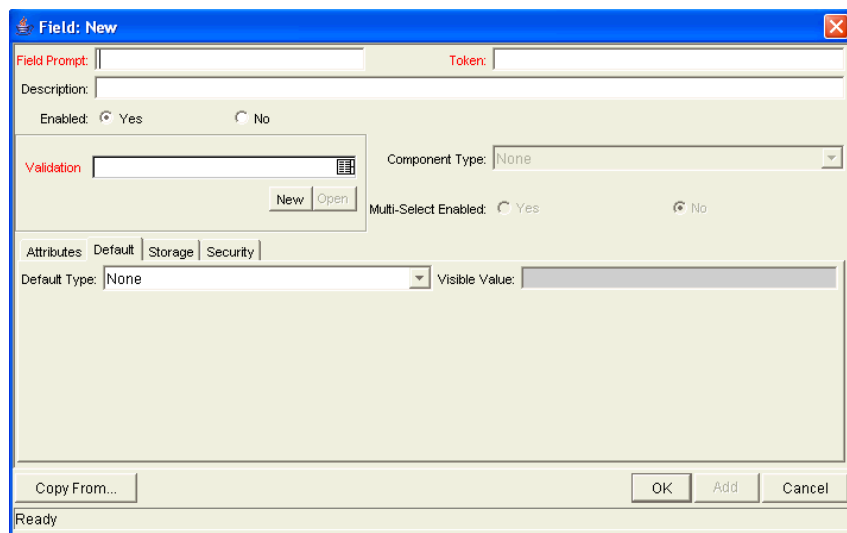 Field: New
Field Prompt: Token:
Description:
Enabled: Yes No
Validation Component Type: None
New Open Multi-Select Enabled: Yes No
Attributes Default Storage Security
Default Type: None Visible Value:
Copy From... OK Add Cancel
Ready